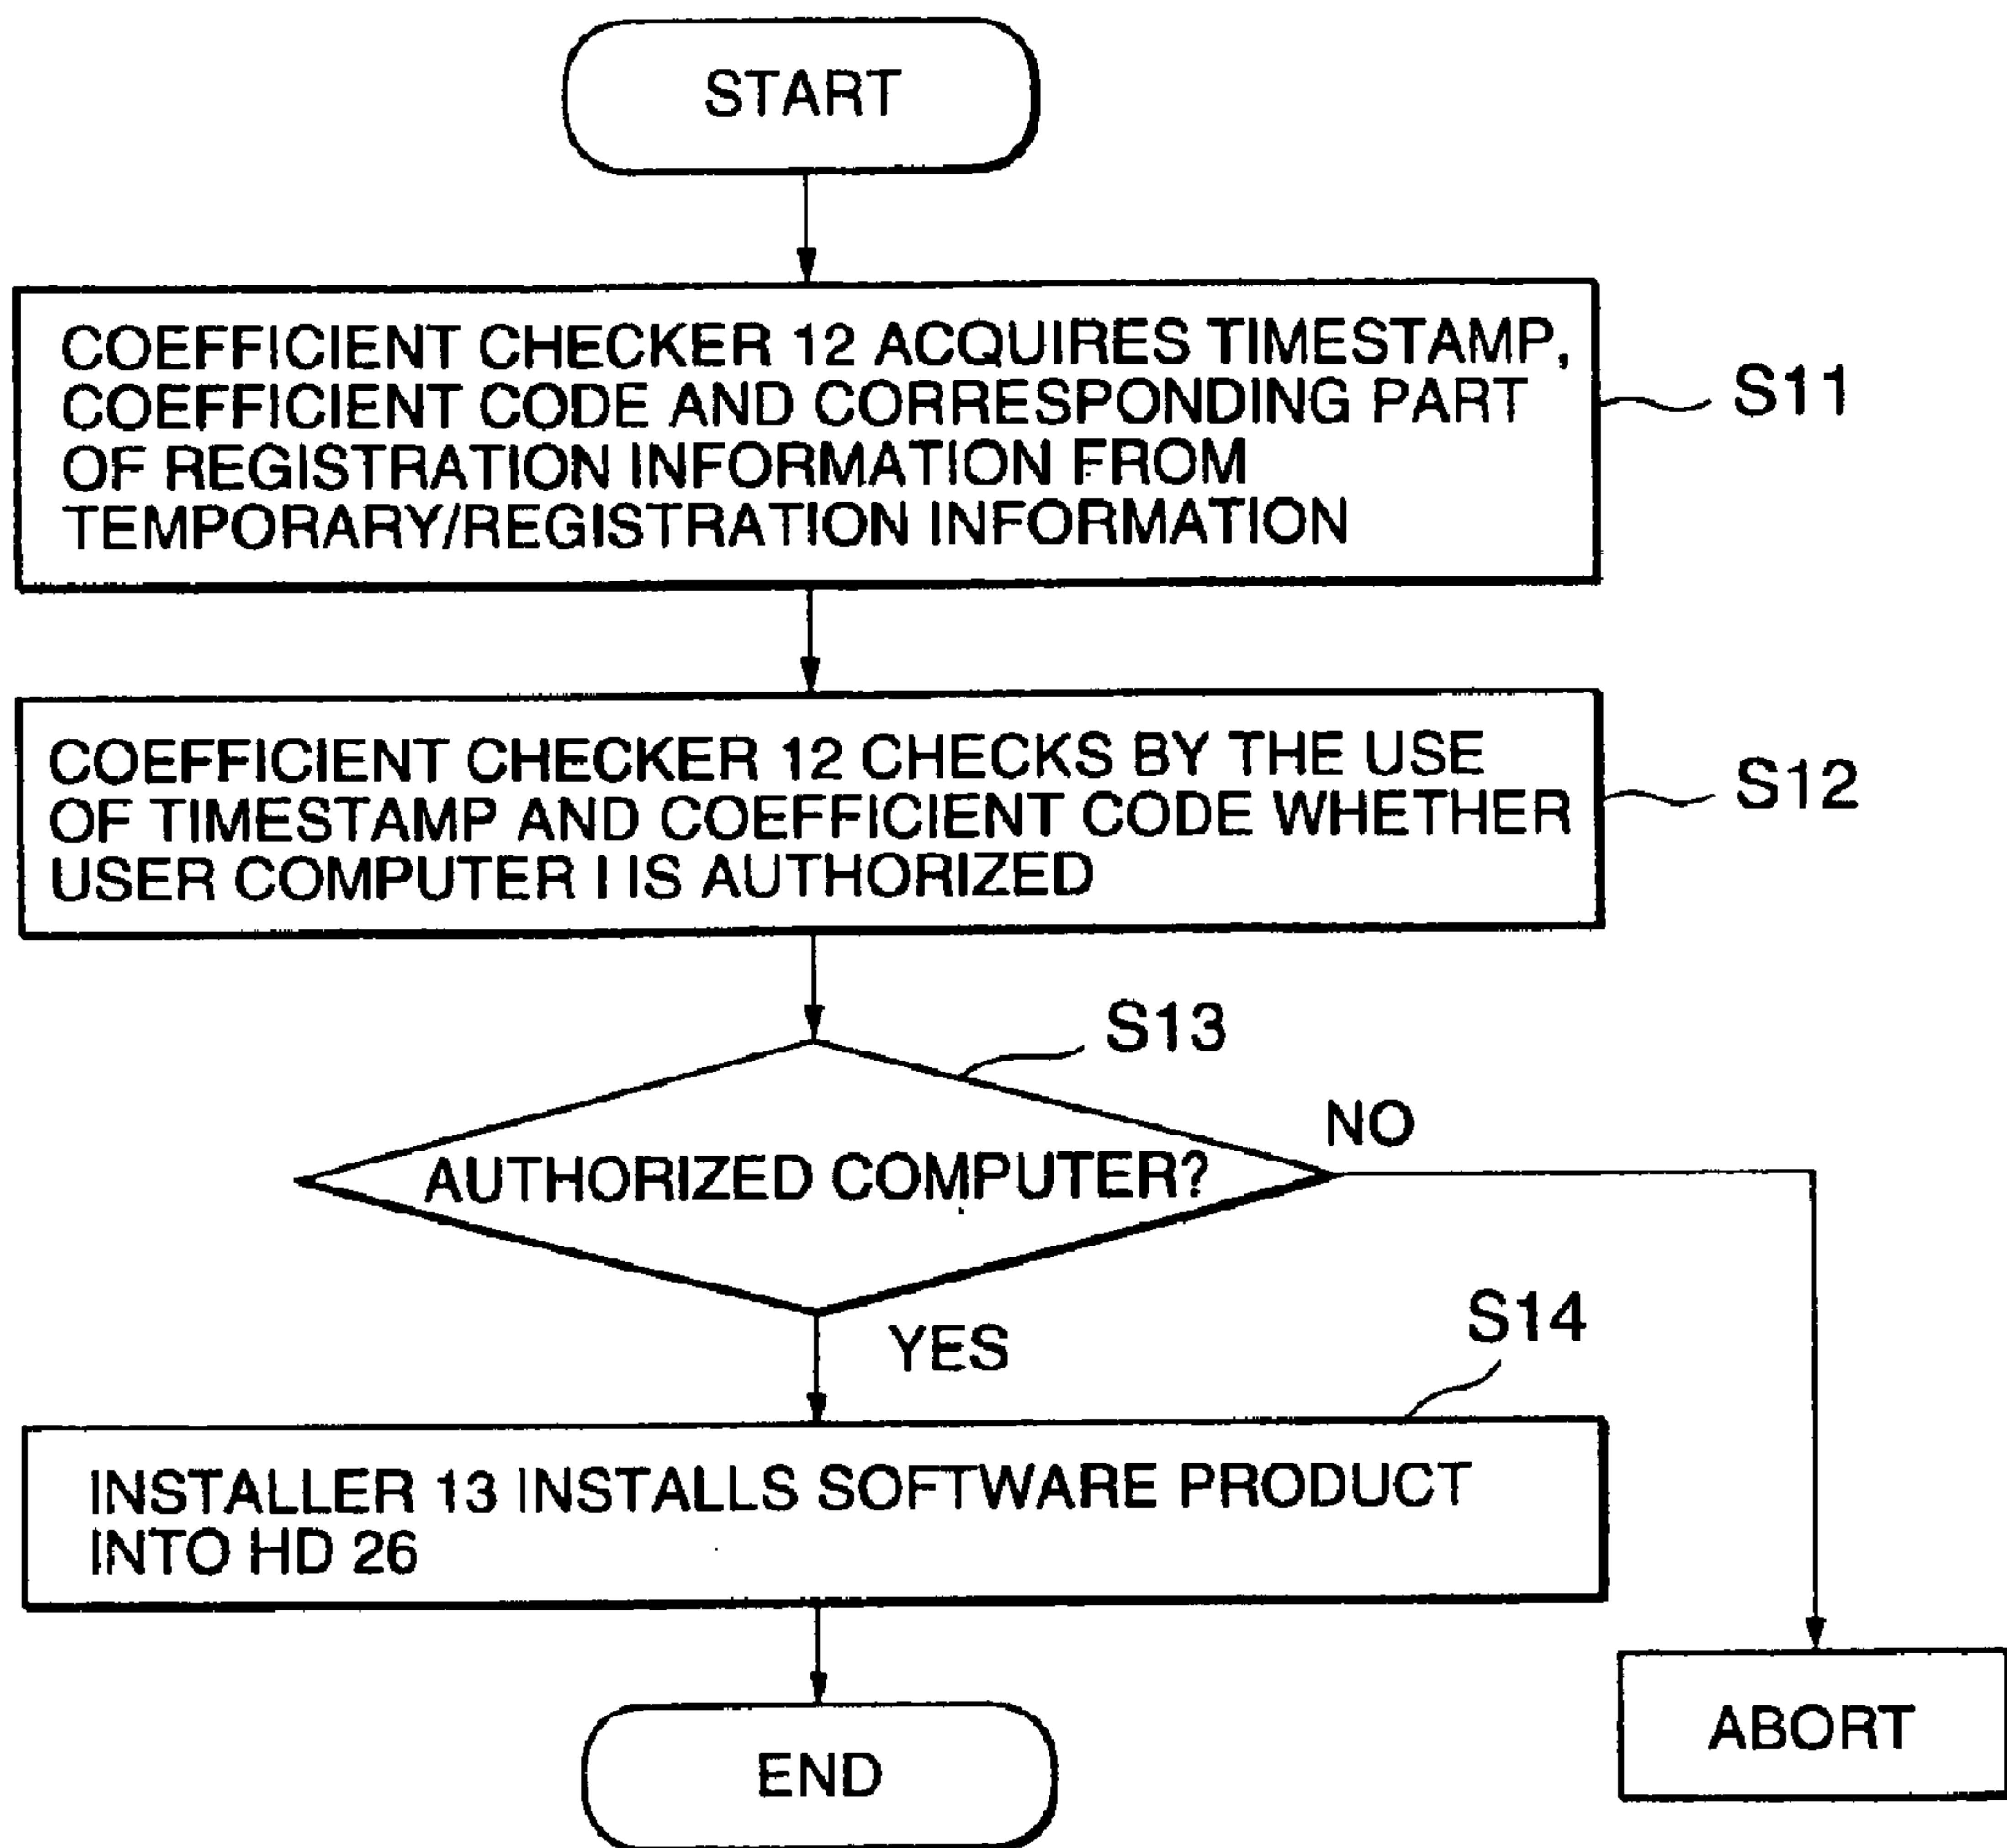 START
COEFFICIENT CHECKER 12 ACQUIRES TIMESTAMP,
COEFFICIENT CODE AND CORRESPONDING PART
OF REGISTRATION INFORMATION FROM
TEMPORARY/REGISTRATION INFORMATION
S11
COEFFICIENT CHECKER 12 CHECKS BY THE USE
OF TIMESTAMP AND COEFFICIENT CODE WHETHER
USER COMPUTER I IS AUTHORIZED
S12
S13
AUTHORIZED COMPUTER?
NO
YES
S14
INSTALLER 13 INSTALLS SOFTWARE PRODUCT
INTO HD 26
END
ABORT